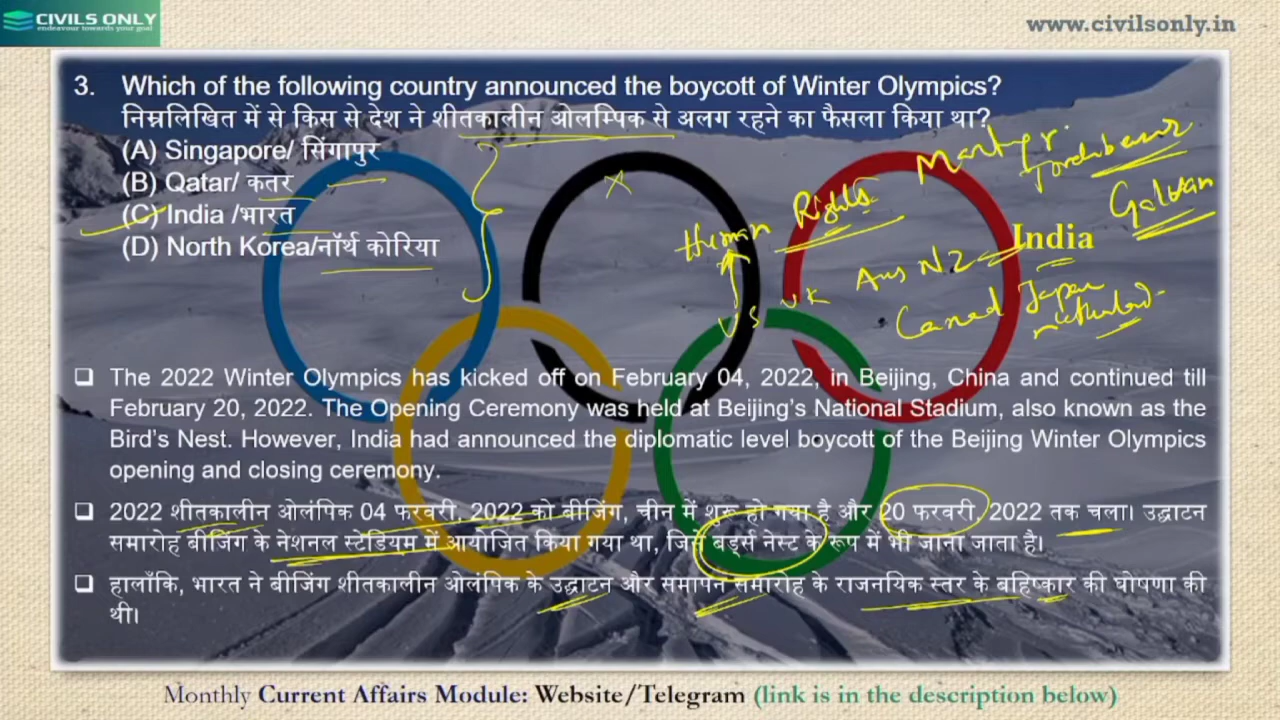 CIVILS ONLY
endeavour towards your goal
www.civilsonly.in
3. Which of the following country announced the boycott of Winter Olympics?
निम्नलिखित में से किस से देश ने शीतकालीन ओलम्पिक से अलग रहने का फैसला किया था?
(A) Singapore/ सिंगापुर
(B) Qatar/ कतर
(C) India /भारत
(D) North Korea/नॉर्थ कोरिया
Martyr
Torchbearer
Galwan
Human Rights
India
Aus NZ
US UK
Canad Japan
❑ The 2022 Winter Olympics has kicked off on February 04, 2022, in Beijing, China and continued till
February 20, 2022. The Opening Ceremony was held at Beijing's National Stadium, also known as the
Bird's Nest. However, India had announced the diplomatic level boycott of the Beijing Winter Olympics
opening and closing ceremony.
❑ 2022 शीतकालीन ओलंपिक 04 फरवरी, 2022 को बीजिंग, चीन में शुरू हो गया है और 20 फरवरी, 2022 तक चला। उद्घाटन
समारोह बीजिंग के नेशनल स्टेडियम में आयोजित किया गया था, जिसे बर्ड्स नेस्ट के रूप में भी जाना जाता है।
❑ हालाँकि, भारत ने बीजिंग शीतकालीन ओलंपिक के उद्घाटन और समापन समारोह के राजनयिक स्तर के बहिष्कार की घोषणा की
थी।
Monthly Current Affairs Module: Website/Telegram (link is in the description below)